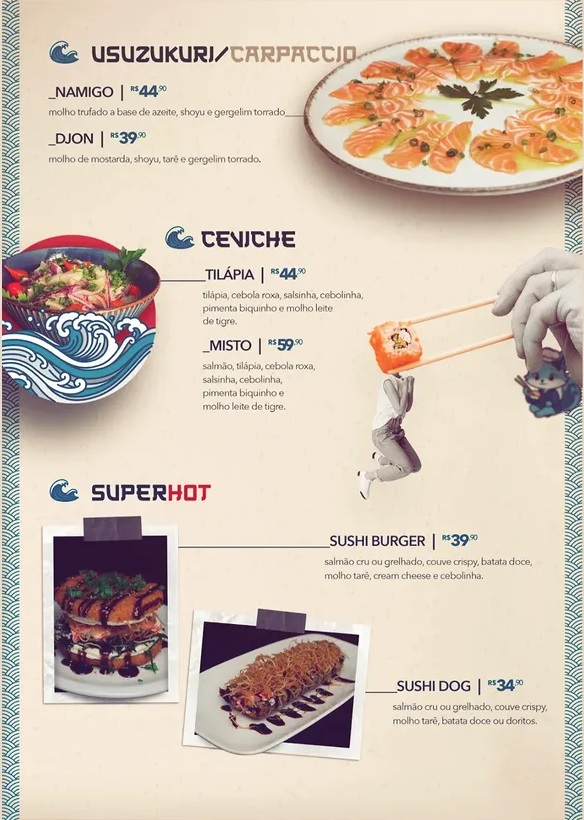 USUZUKURI/CARPACCIO
_NAMIGO | R$44,90
molho trufado a base de azeite, shoyu e gergelim torrado
_DJON | R$39,90
molho de mostarda, shoyu, tarê e gergelim torrado.
CEVICHE
TILÁPIA | R$44,90
tilápia, cebola roxa, salsinha, cebolinha,
pimenta biquinho e molho leite
de tigre.
_MISTO | R$59,90
salmão, tilápia, cebola roxa,
salsinha, cebolinha,
pimenta biquinho e
molho leite de tigre.
SUPERHOT
SUSHI BURGER | R$39,90
salmão cru ou grelhado, couve crispy, batata doce,
molho tarê, cream cheese e cebolinha.
SUSHI DOG | R$34,90
salmão cru ou grelhado, couve crispy,
molho tarê, batata doce ou doritos.